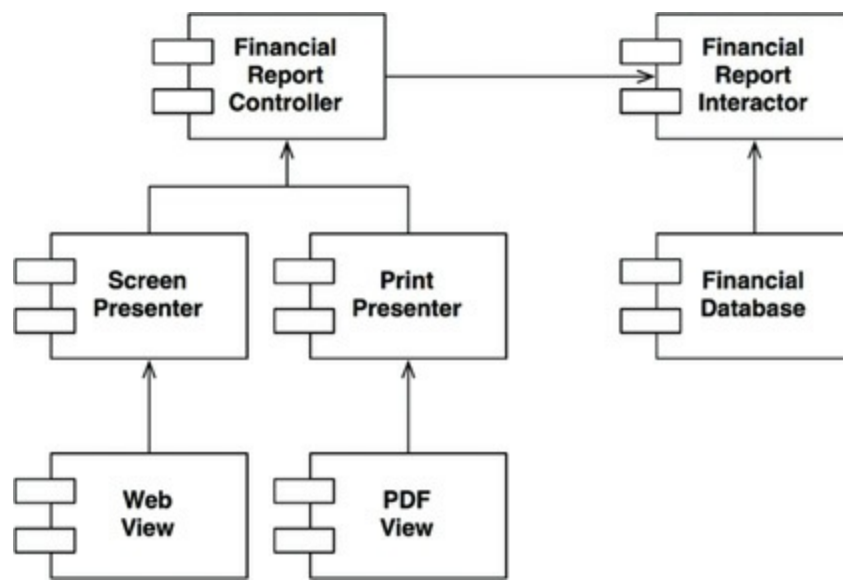 Financial
Report
Controller
Financial
Report
Interactor
Screen
Presenter
Print
Presenter
Financial
Database
Web
View
PDF
View